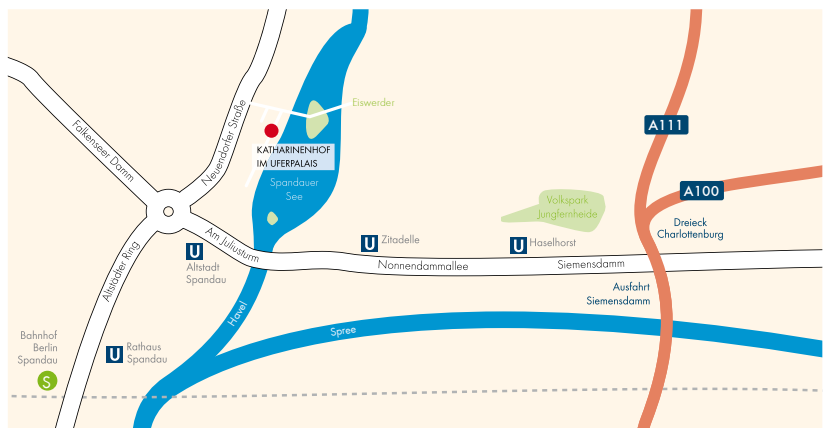 A111
Eiswerder
Falkenseer Damm
Neuendorfer Straße
KATHARINENHOF
IM UFERPALAIS
Spandauer
See
A100
Volkspark
Jungfernheide
Dreieck
Charlottenburg
Am Juliusturm
U Zitadelle
U Haselhorst
U
Altstadt
Spandau
Altstädter Ring
Nonnendammallee
Siemensdamm
Ausfahrt
Siemensdamm
Havel
Spree
Bahnhof
Berlin
Spandau
S
U Rathaus
Spandau